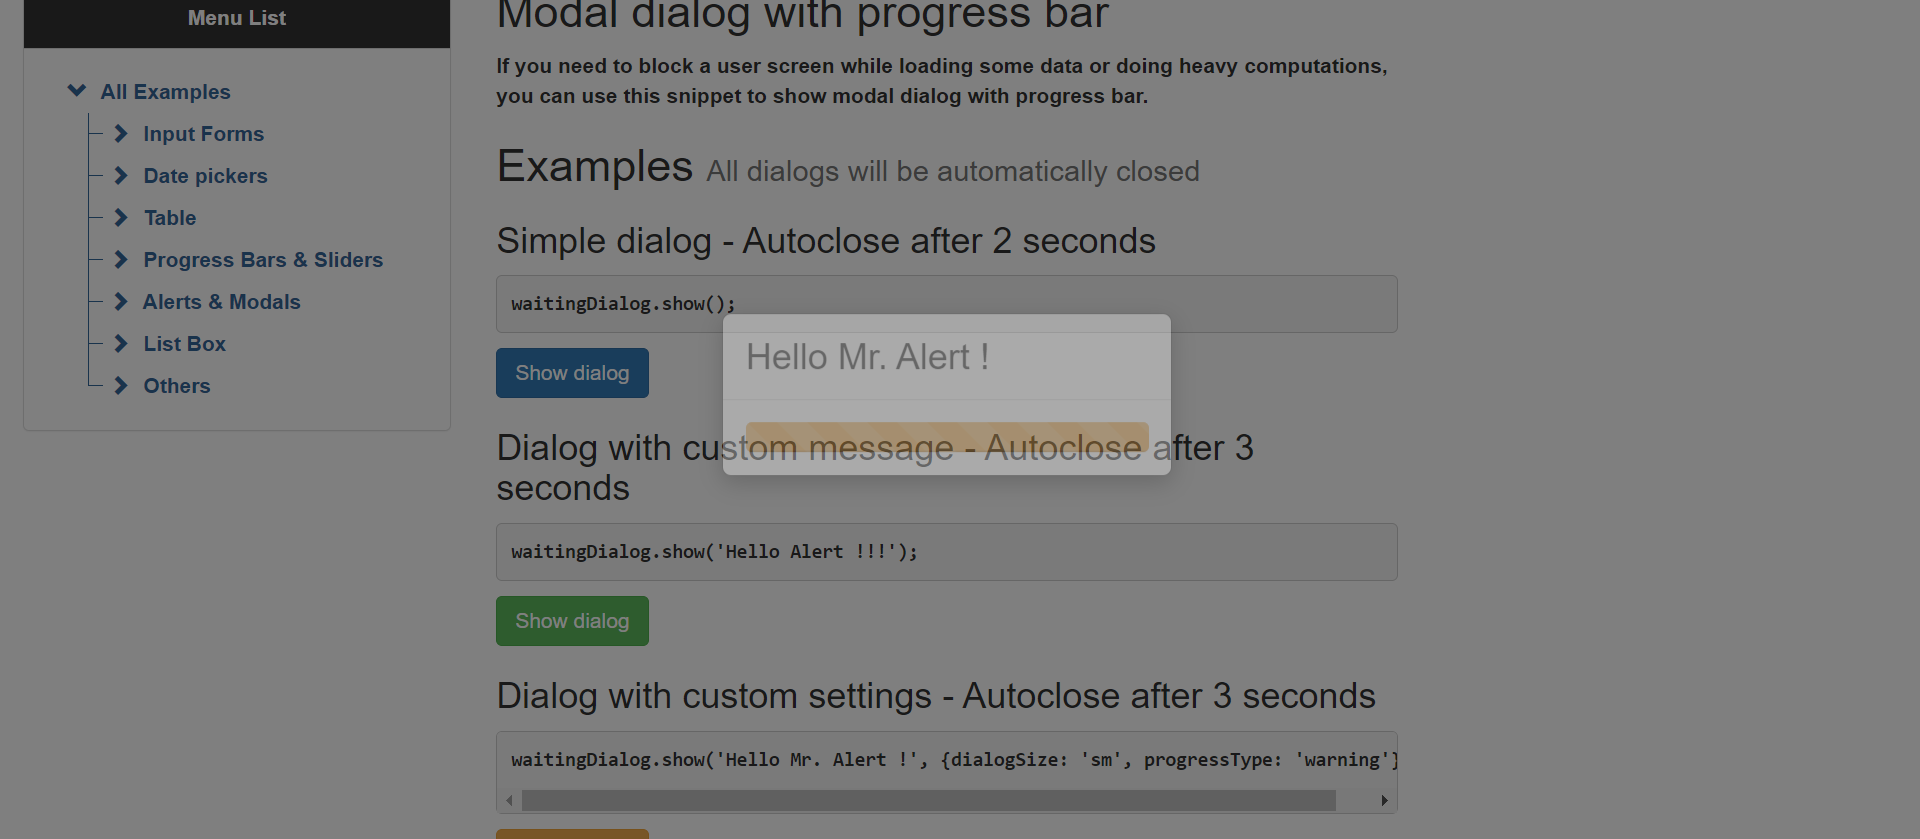 Menu List
All Examples
Input Forms
Date pickers
Table
Progress Bars & Sliders
Alerts & Modals
List Box
Others
Modal dialog with progress bar
If you need to block a user screen while loading some data or doing heavy computations,
you can use this snippet to show modal dialog with progress bar.
Examples All dialogs will be automatically closed
Simple dialog - Autoclose after 2 seconds
waitingDialog.show();
Show dialog
Hello Mr. Alert !
Dialog with custom message - Autoclose after 3
seconds
waitingDialog.show('Hello Alert !!!');
Show dialog
Dialog with custom settings - Autoclose after 3 seconds
waitingDialog.show('Hello Mr. Alert !', {dialogSize: 'sm', progressType: 'warning'}